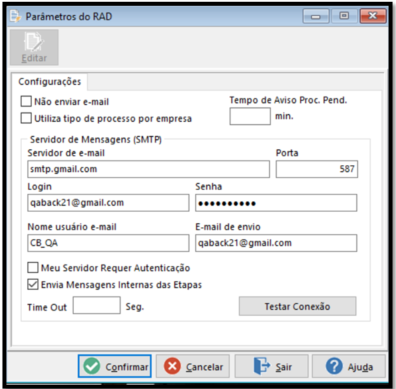 Parâmetros do RAD
Editar
Configurações
Não enviar e-mail
Tempo de Aviso Proc. Pend.
Utiliza tipo de processo por empresa
min.
Servidor de Mensagens (SMTP)
Servidor de e-mail
Porta
smtp.gmail.com
587
Login
Senha
qaback21@gmail.com
••••••••••
Nome usuário e-mail
E-mail de envio
CB_QA
qaback21@gmail.com
Meu Servidor Requer Autenticação
Envia Mensagens Internas das Etapas
Time Out
Seg.
Testar Conexão
Confirmar
Cancelar
Sair
Ajuda